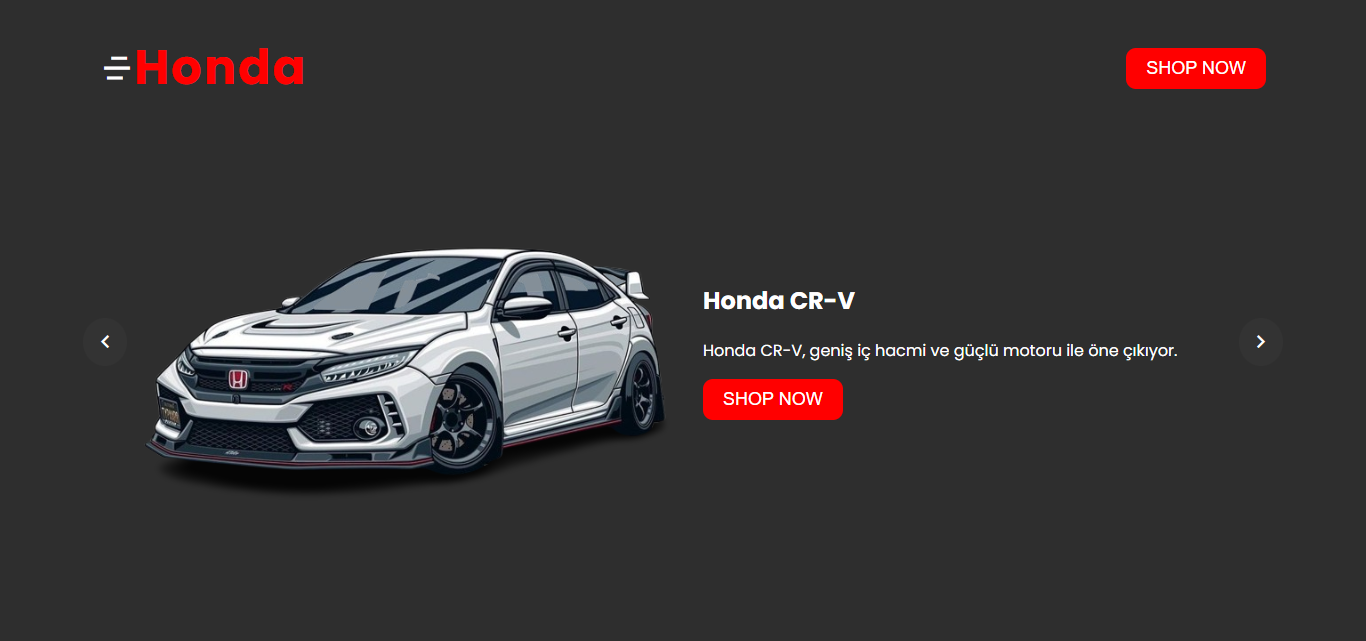 Honda
SHOP NOW
Honda CR-V
Honda CR-V, geniş iç hacmi ve güçlü motoru ile öne çıkıyor.
SHOP NOW